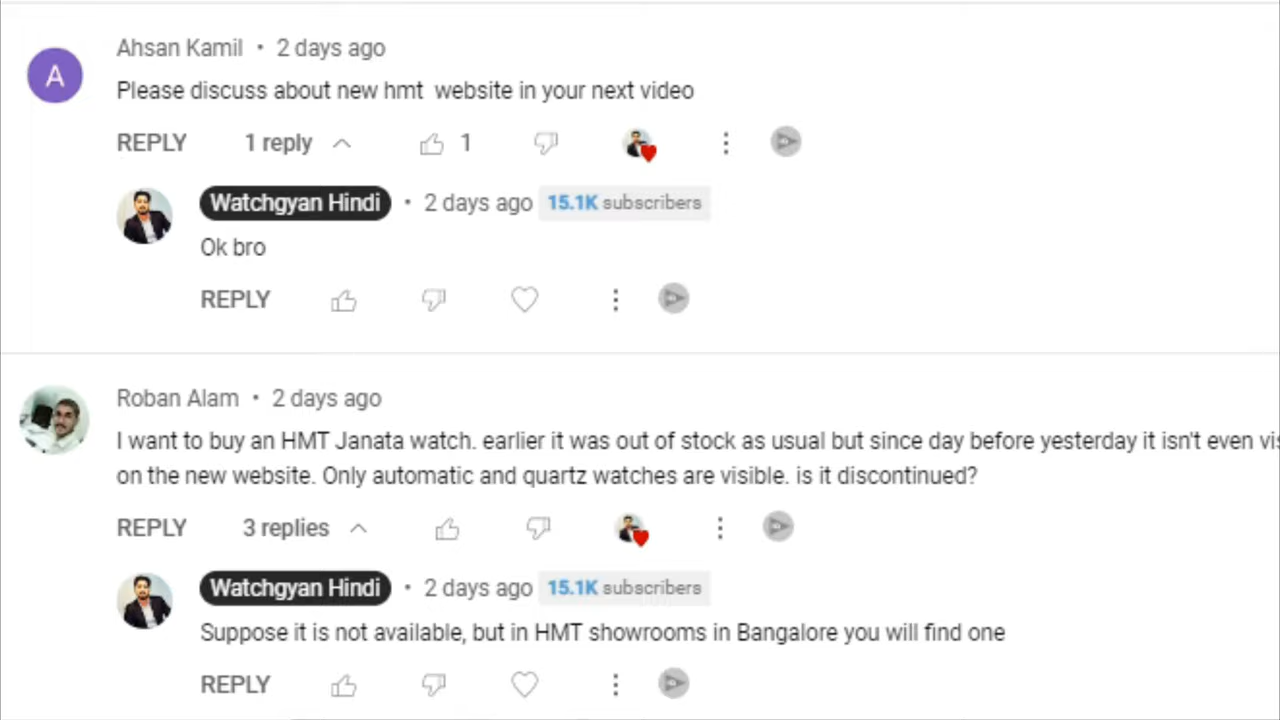 Ahsan Kamil • 2 days ago
A
Please discuss about new hmt website in your next video
REPLY 1 reply 1
Watchgyan Hindi • 2 days ago 15.1K subscribers
Ok bro
REPLY
Roban Alam • 2 days ago
I want to buy an HMT Janata watch. earlier it was out of stock as usual but since day before yesterday it isn't even
on the new website. Only automatic and quartz watches are visible. is it discontinued?
REPLY 3 replies
Watchgyan Hindi • 2 days ago 15.1K subscribers
Suppose it is not available, but in HMT showrooms in Bangalore you will find one
REPLY